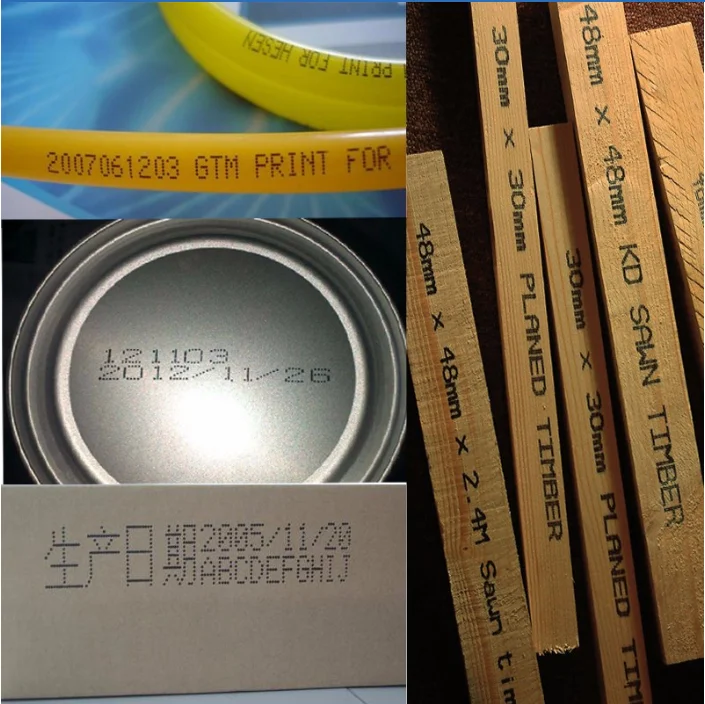 PRINT FOR HESEN
2007061203 GTM PRINT FOR
121103
2012/11/26
生产日期2005/11/20
ABCDEFGHIJ
48mm x 48mm x 2.4M Sawn tim
30mm x 30mm PLANED TIMBER
30mm x 30mm PLANED TIM
48mm x 48mm KD SAWN TIMBER